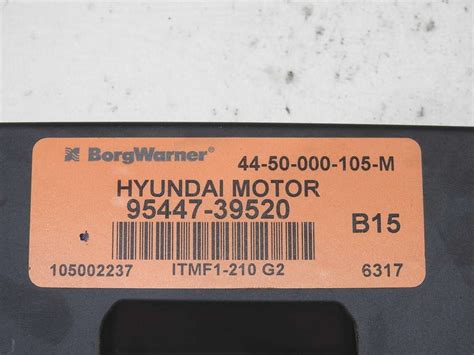 BorgWarner®
44-50-000-105-M
HYUNDAI MOTOR
95447-39520
B15
105002237
ITMF1-210 G2
6317